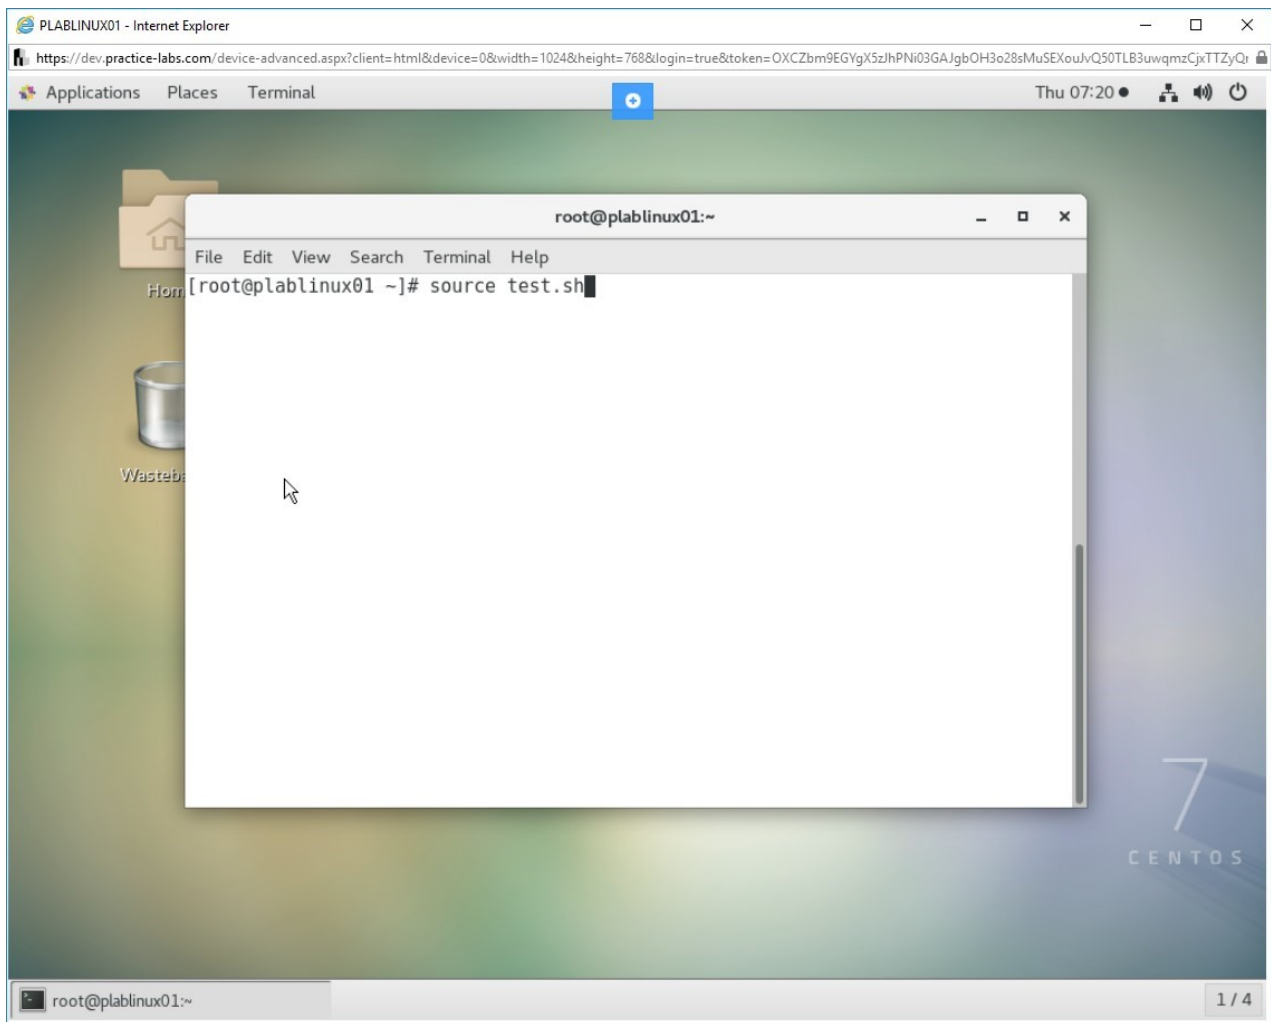 PLABLINUX01 - Internet Explorer
https://dev.practice-labs.com/device-advanced.aspx?client=html&device=0&width=1024&height=768&login=true&token=
Applications Places Terminal Thu 07:20
root@plablinux01:~
File Edit View Search Terminal Help
[root@plablinux01 ~]# source test.sh
Hom
Wasteb
7
CENTOS
root@plablinux01:~ 1 / 4